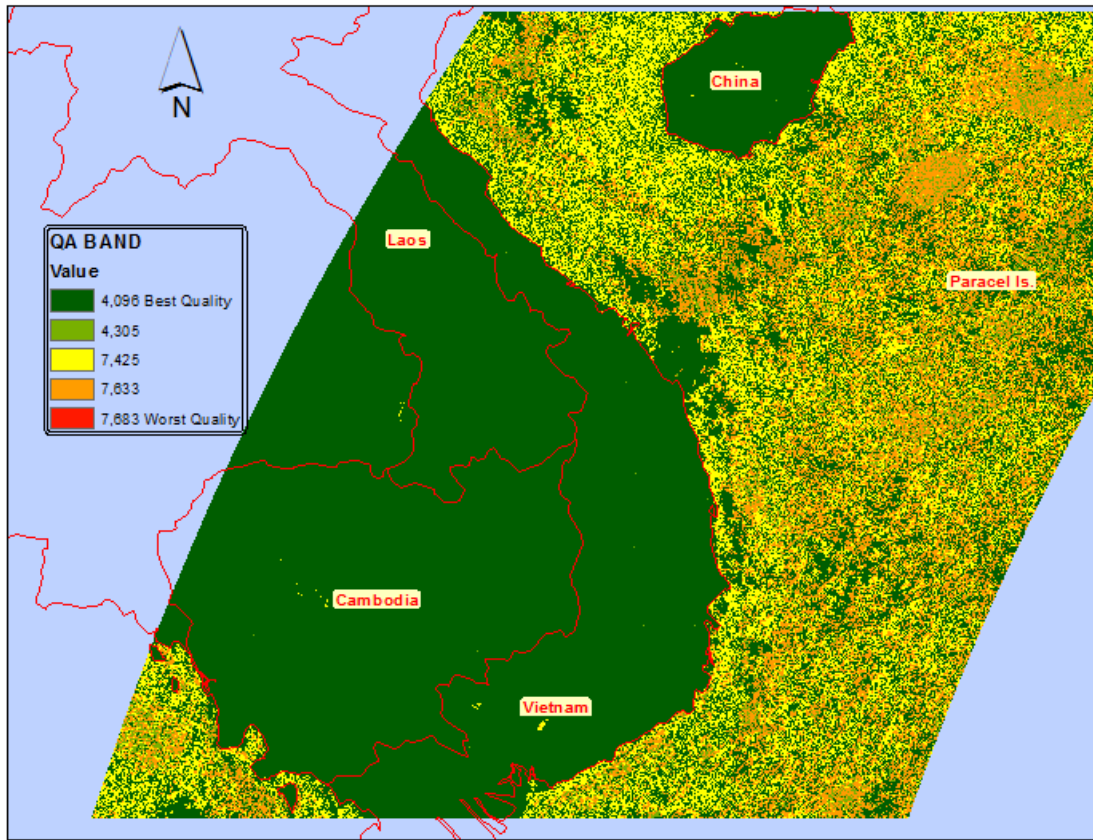 China
N
QA BAND
Laos
Value
Paracel Is.
4,096 Best Quality
4,305
7,425
7,633
7,683 Worst Quality
Cambodia
Vietnam